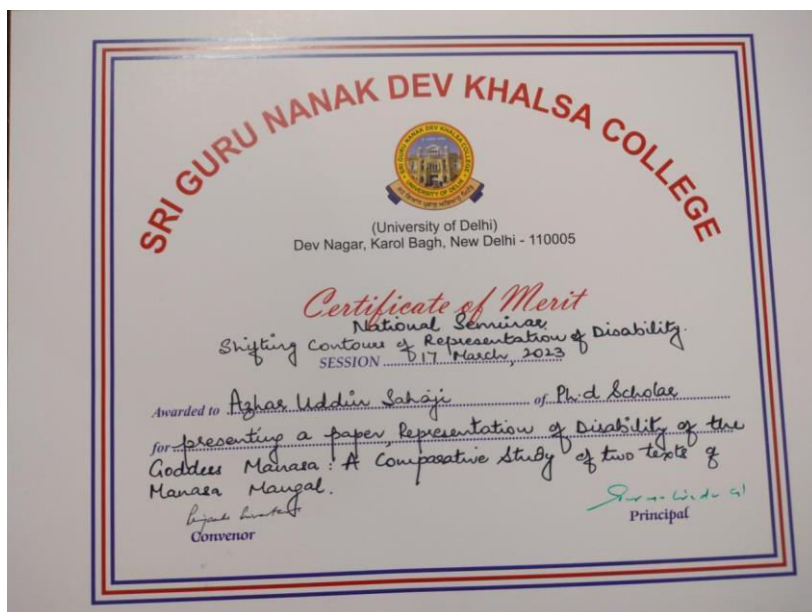 SRI GURU NANAK DEV KHALSA COLLEGE
(University of Delhi)
Dev Nagar, Karol Bagh, New Delhi - 110005
Certificate of Merit
National Seminar
Shifting Contours of Representation of Disability.
SESSION 17 March, 2023
Awarded to Azhar Uddin Sahaji of Ph.d Scholar
for presenting a paper, Representation of Disability of the
Goddess Manasa: A Comparative Study of two texts of
Manasa Mangal.
Convenor
Principal